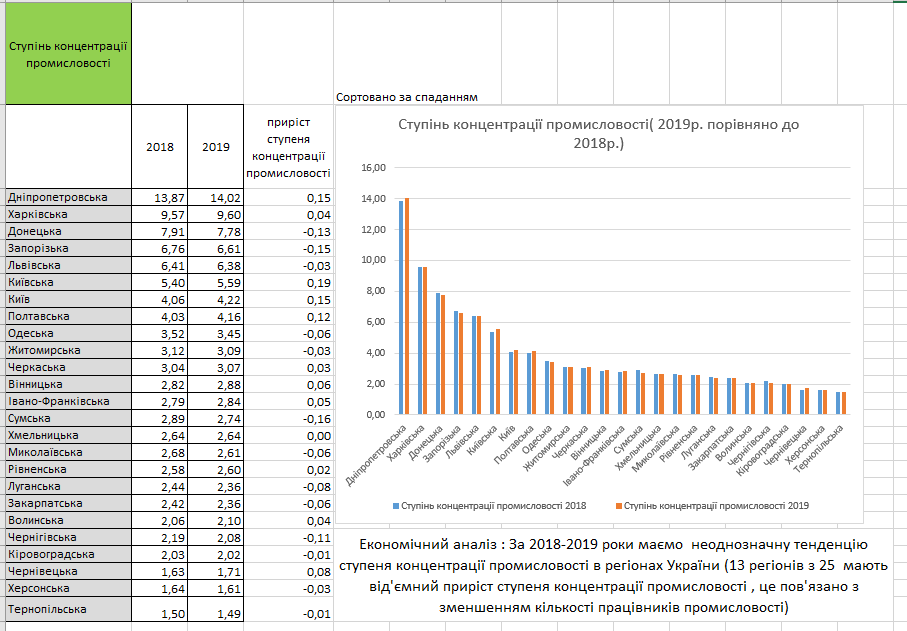 Ступінь концентрації
промисловості
Сортовано за спаданням
2018 2019 приріст
ступеня
концентрації
промисловості
Дніпропетровська 13,87 14,02 0,15
Харківська 9,57 9,60 0,04
Донецька 7,91 7,78 -0,13
Запорізька 6,76 6,61 -0,15
Львівська 6,41 6,38 -0,03
Київська 5,40 5,59 0,19
Київ 4,06 4,22 0,15
Полтавська 4,03 4,16 0,12
Одеська 3,52 3,45 -0,06
Житомирська 3,12 3,09 -0,03
Черкаська 3,04 3,07 0,03
Вінницька 2,82 2,88 0,06
Івано-Франківська 2,79 2,84 0,05
Сумська 2,89 2,74 -0,16
Хмельницька 2,64 2,64 0,00
Миколаївська 2,68 2,61 -0,06
Рівненська 2,58 2,60 0,02
Луганська 2,44 2,36 -0,08
Закарпатська 2,42 2,36 -0,06
Волинська 2,06 2,10 0,04
Чернігівська 2,19 2,08 -0,11
Кіровоградська 2,03 2,02 -0,01
Чернівецька 1,63 1,71 0,08
Херсонська 1,64 1,61 -0,03
Тернопільська 1,50 1,49 -0,01
Ступінь концентрації промисловості( 2019р. порівняно до
2018р.)
16,00
14,00
12,00
10,00
8,00
6,00
4,00
2,00
0,00
Дніпропетровська
Харківська
Донецька
Запорізька
Львівська
Київська
Київ
Полтавська
Одеська
Житомирська
Черкаська
Вінницька
Івано-Франківська
Сумська
Хмельницька
Миколаївська
Рівненська
Луганська
Закарпатська
Волинська
Чернігівська
Кіровоградська
Чернівецька
Херсонська
Тернопільська
Ступінь концентрації промисловості 2018 Ступінь концентрації промисловості 2019
Економічний аналіз : За 2018-2019 роки маємо неоднозначну тенденцію
ступеня концентрації промисловості в регіонах України (13 регіонів з 25 мають
від'ємний приріст ступеня концентрації промисловості , це пов'язано з
зменшенням кількості працівників промисловості)